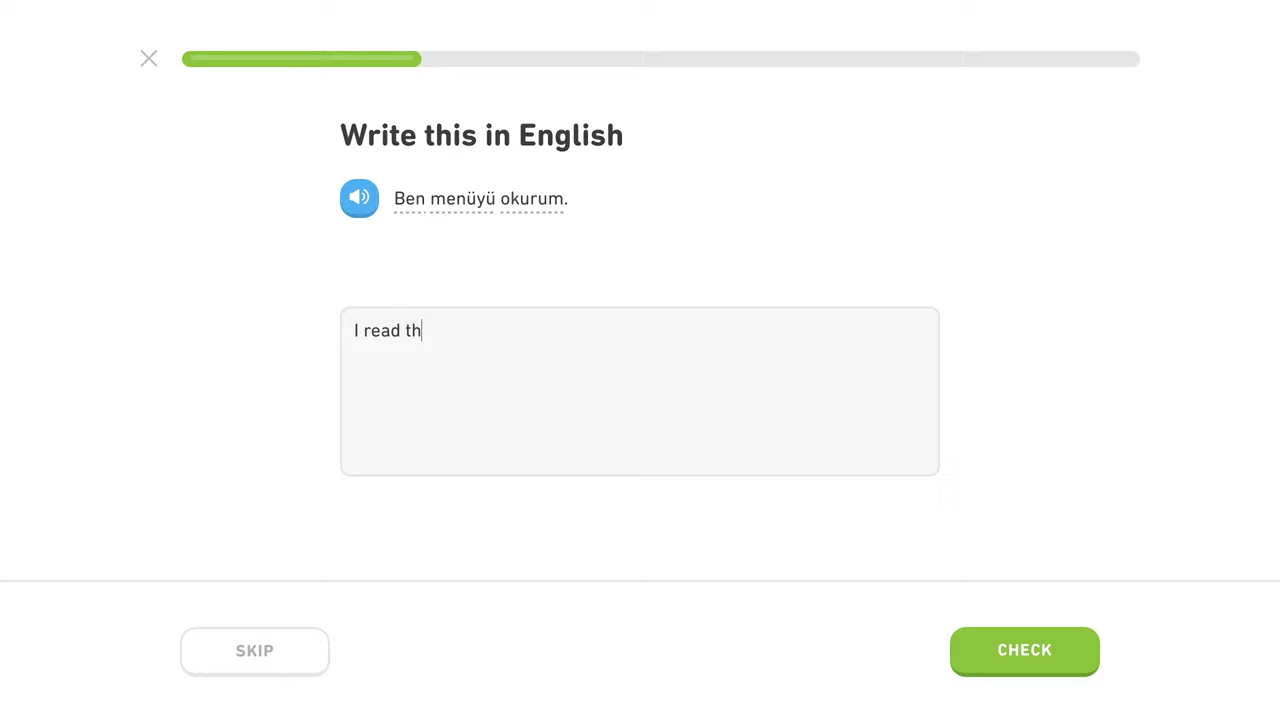 Write this in English
Ben menüyü okurum.
I read th
SKIP
CHECK